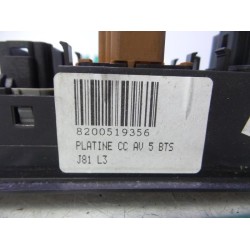 8200519356
PLATINE CC AV 5 BTS
J81 L3